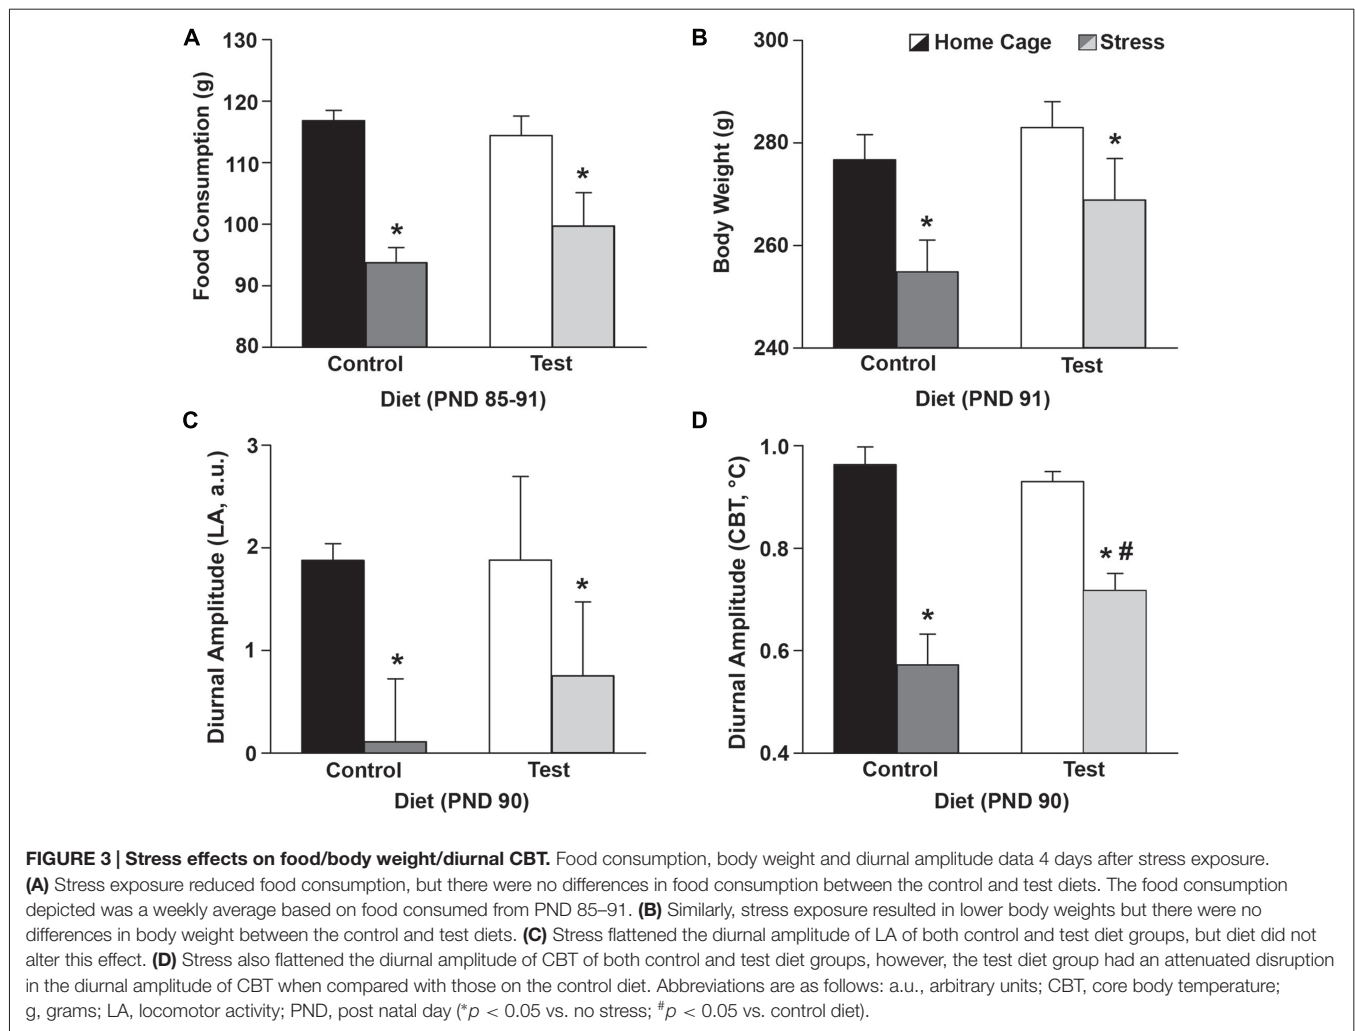 A
130
120
110
100
90
80
Food Consumption (g)
*
*
Control
Test
Diet (PND 85-91)
B
300
280
260
240
Body Weight (g)
Home Cage
Stress
*
*
Control
Test
Diet (PND 91)
C
3
2
1
0
Diurnal Amplitude (LA, a.u.)
*
*
Control
Test
Diet (PND 90)
D
1.0
0.8
0.6
0.4
Diurnal Amplitude (CBT, °C)
*
* #
Control
Test
Diet (PND 90)
FIGURE 3 | Stress effects on food/body weight/diurnal CBT. Food consumption, body weight and diurnal amplitude data 4 days after stress exposure.
(A) Stress exposure reduced food consumption, but there were no differences in food consumption between the control and test diets. The food consumption
depicted was a weekly average based on food consumed from PND 85–91. (B) Similarly, stress exposure resulted in lower body weights but there were no
differences in body weight between the control and test diets. (C) Stress flattened the diurnal amplitude of LA of both control and test diet groups, but diet did not
alter this effect. (D) Stress also flattened the diurnal amplitude of CBT of both control and test diet groups, however, the test diet group had an attenuated disruption
in the diurnal amplitude of CBT when compared with those on the control diet. Abbreviations are as follows: a.u., arbitrary units; CBT, core body temperature;
g, grams; LA, locomotor activity; PND, post natal day (*p < 0.05 vs. no stress; #p < 0.05 vs. control diet).